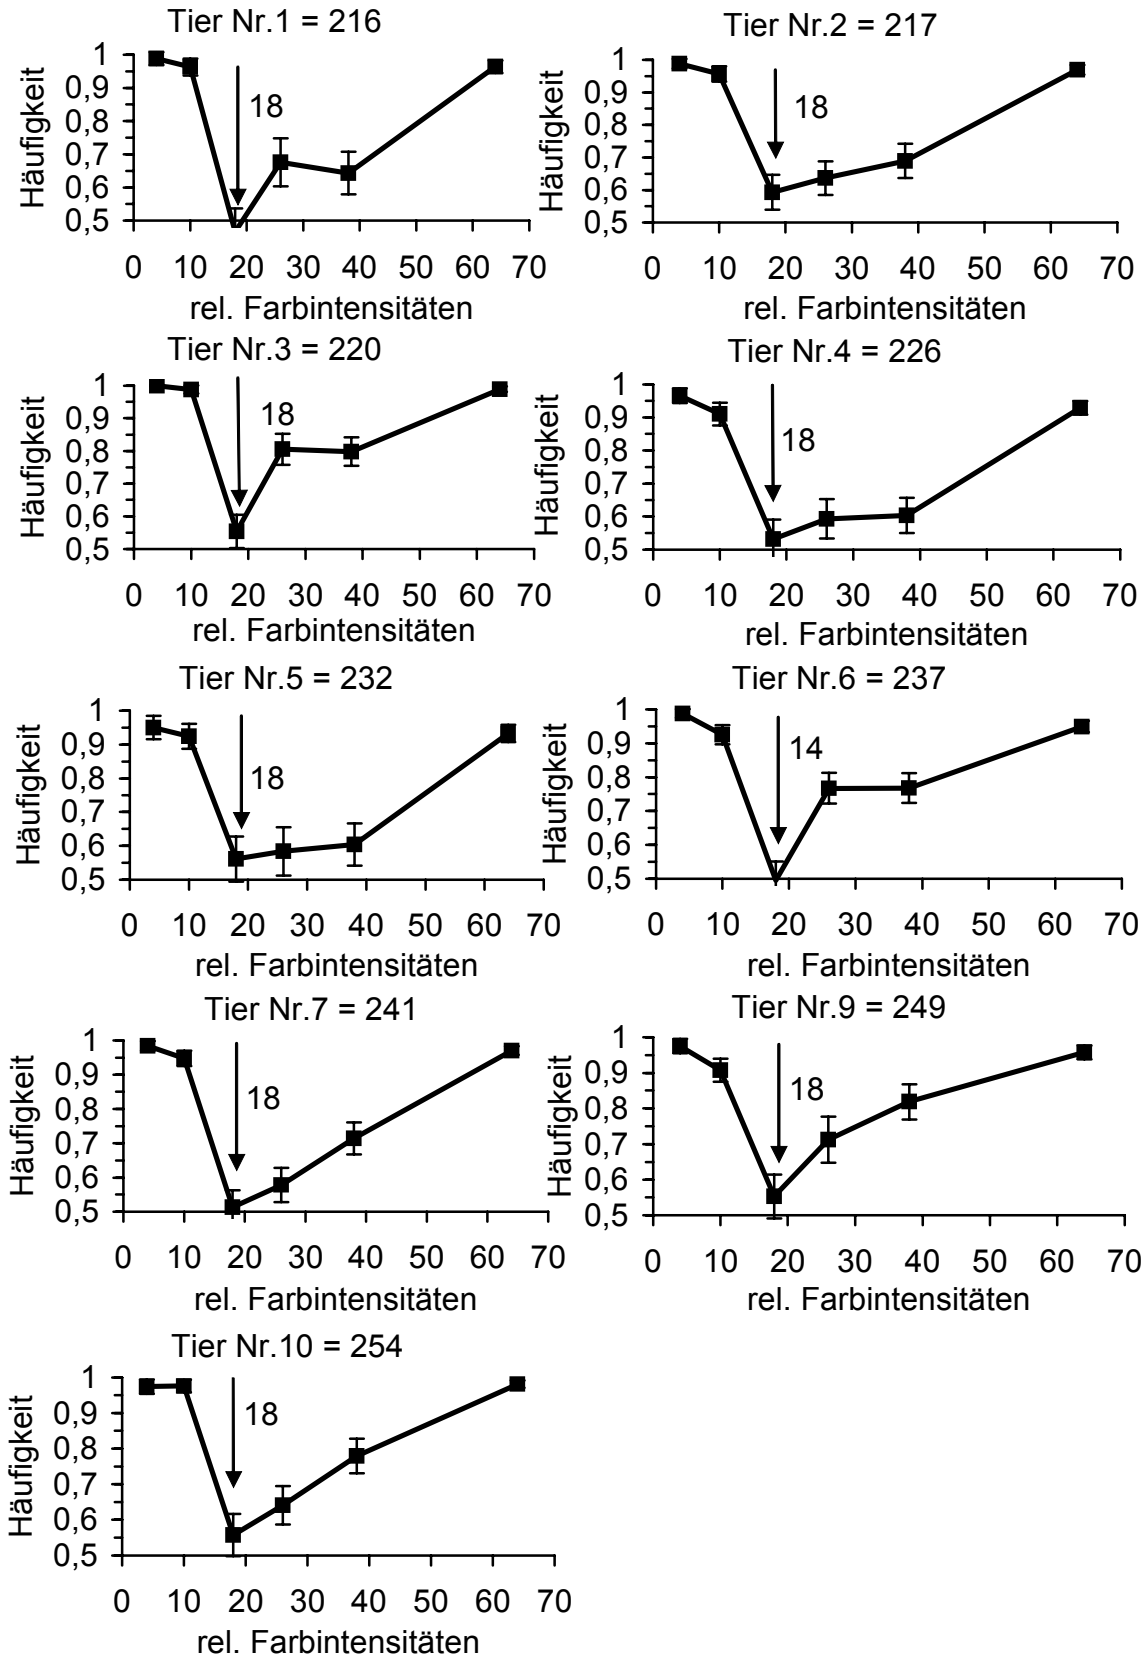 Tier Nr.1 = 216
Häufigkeit
1
0,9
0,8
0,7
0,6
0,5
18
0 10 20 30 40 50 60 70
rel. Farbintensitäten
Tier Nr.2 = 217
Häufigkeit
1
0,9
0,8
0,7
0,6
0,5
18
0 10 20 30 40 50 60 70
rel. Farbintensitäten
Tier Nr.3 = 220
Häufigkeit
1
0,9
0,8
0,7
0,6
0,5
18
0 10 20 30 40 50 60 70
rel. Farbintensitäten
Tier Nr.4 = 226
Häufigkeit
1
0,9
0,8
0,7
0,6
0,5
18
0 10 20 30 40 50 60 70
rel. Farbintensitäten
Tier Nr.5 = 232
Häufigkeit
1
0,9
0,8
0,7
0,6
0,5
18
0 10 20 30 40 50 60 70
rel. Farbintensitäten
Tier Nr.6 = 237
Häufigkeit
1
0,9
0,8
0,7
0,6
0,5
14
0 10 20 30 40 50 60 70
rel. Farbintensitäten
Tier Nr.7 = 241
Häufigkeit
1
0,9
0,8
0,7
0,6
0,5
18
0 10 20 30 40 50 60 70
rel. Farbintensitäten
Tier Nr.9 = 249
Häufigkeit
1
0,9
0,8
0,7
0,6
0,5
18
0 10 20 30 40 50 60 70
rel. Farbintensitäten
Tier Nr.10 = 254
Häufigkeit
1
0,9
0,8
0,7
0,6
0,5
18
0 10 20 30 40 50 60 70
rel. Farbintensitäten